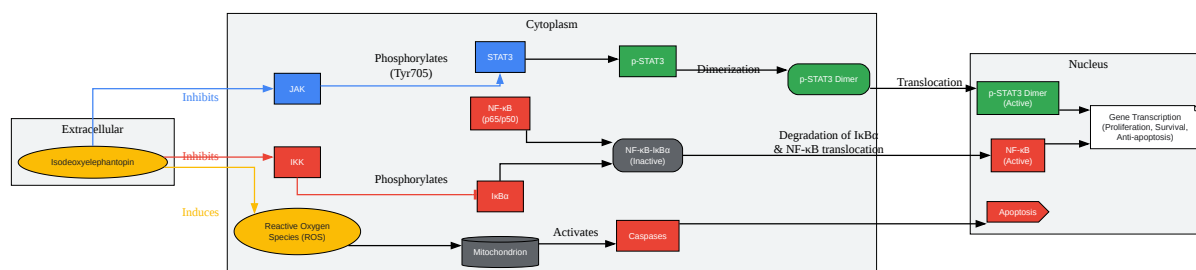 Cytoplasm
Extracellular
Isodeoxyelephantopin
Inhibits
Inhibits
Induces
JAK
IKK
Reactive Oxygen
Species (ROS)
Phosphorylates
(Tyr705)
Phosphorylates
STAT3
NF-κB
(p65/p50)
IκBα
Mitochondrion
Activates
p-STAT3
NF-κB-IκBα
(Inactive)
Caspases
Dimerization
p-STAT3 Dimer
Degradation of IκBα
& NF-κB translocation
Translocation
Nucleus
p-STAT3 Dimer
(Active)
NF-κB
(Active)
Apoptosis
Gene Transcription
(Proliferation, Survival,
Anti-apoptosis)